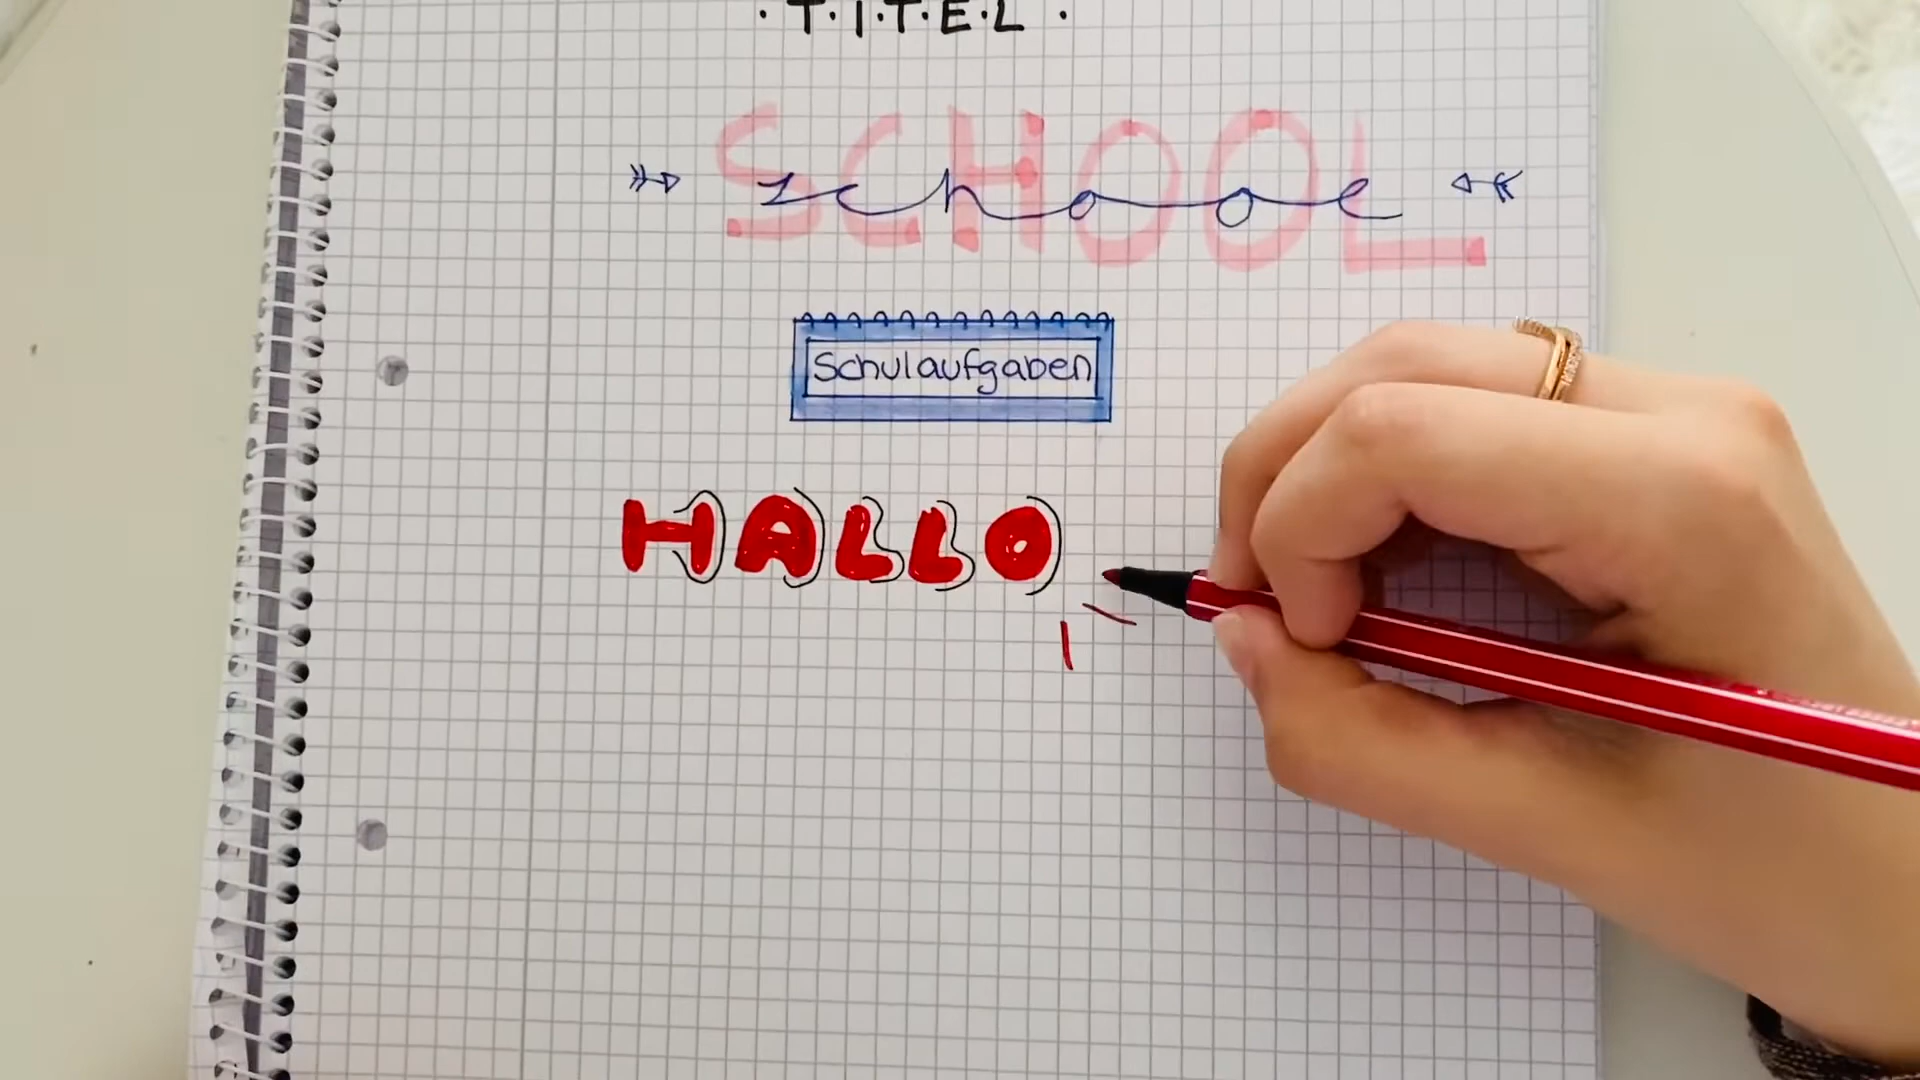 · T · I · T · E · L ·
SCHOOL
school
Schulaufgaben
HALLO